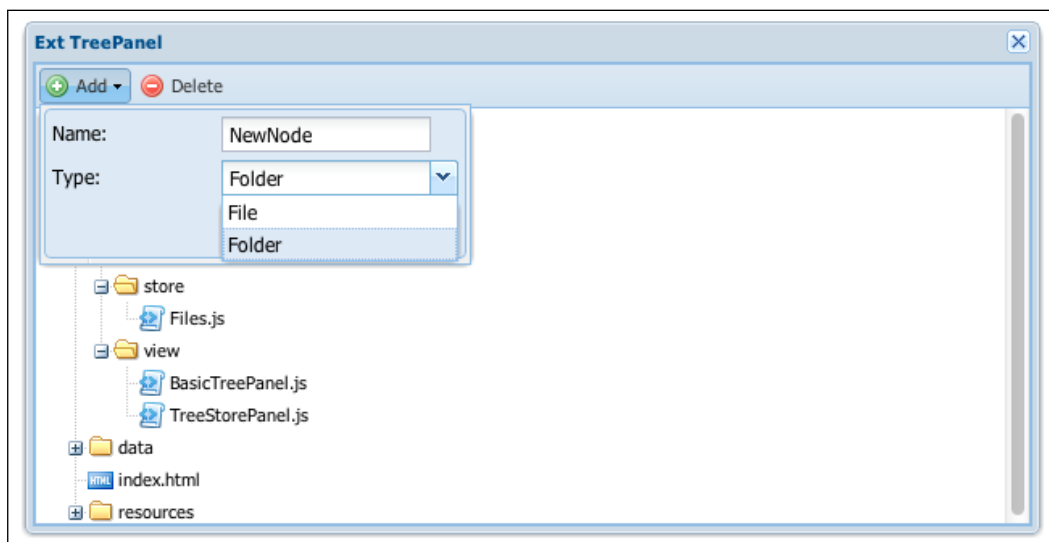 Ext TreePanel
Add Delete
Name: NewNode
Type: Folder
File
Folder
store
Files.js
view
BasicTreePanel.js
TreeStorePanel.js
data
HTML index.html
resources